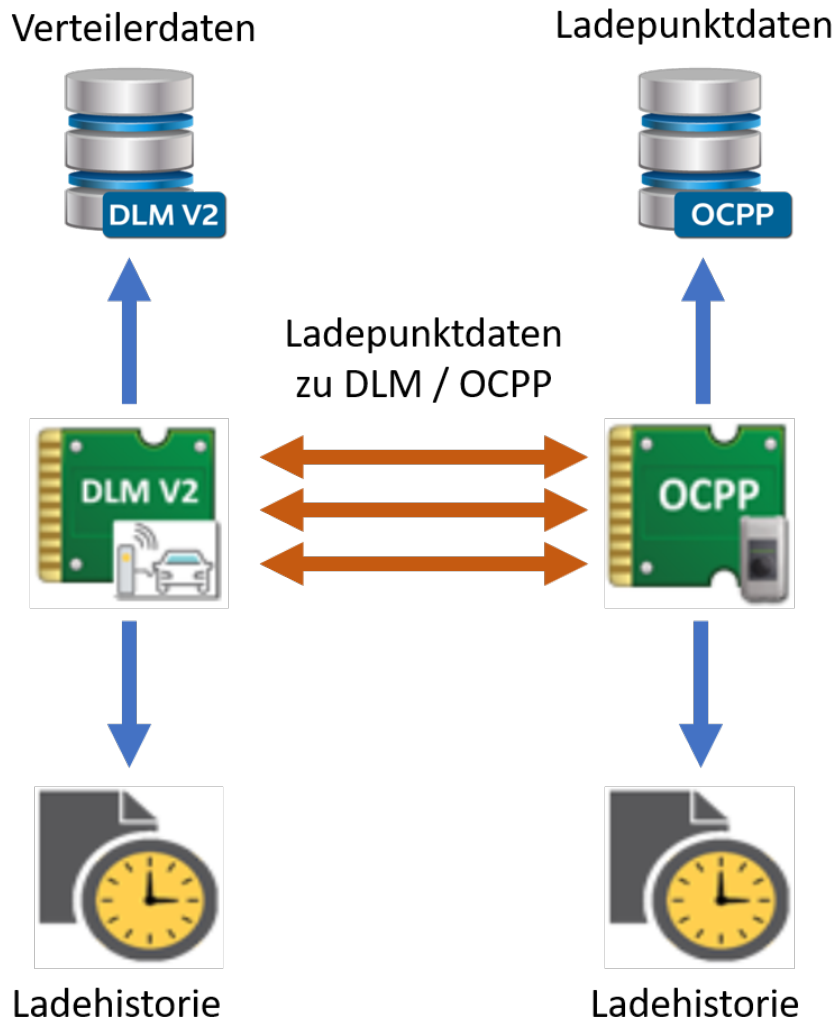 Verteilerdaten
Ladepunktdaten
DLM V2
OCPP
Ladepunktdaten
zu DLM / OCPP
DLM V2
OCPP
Ladehistorie
Ladehistorie